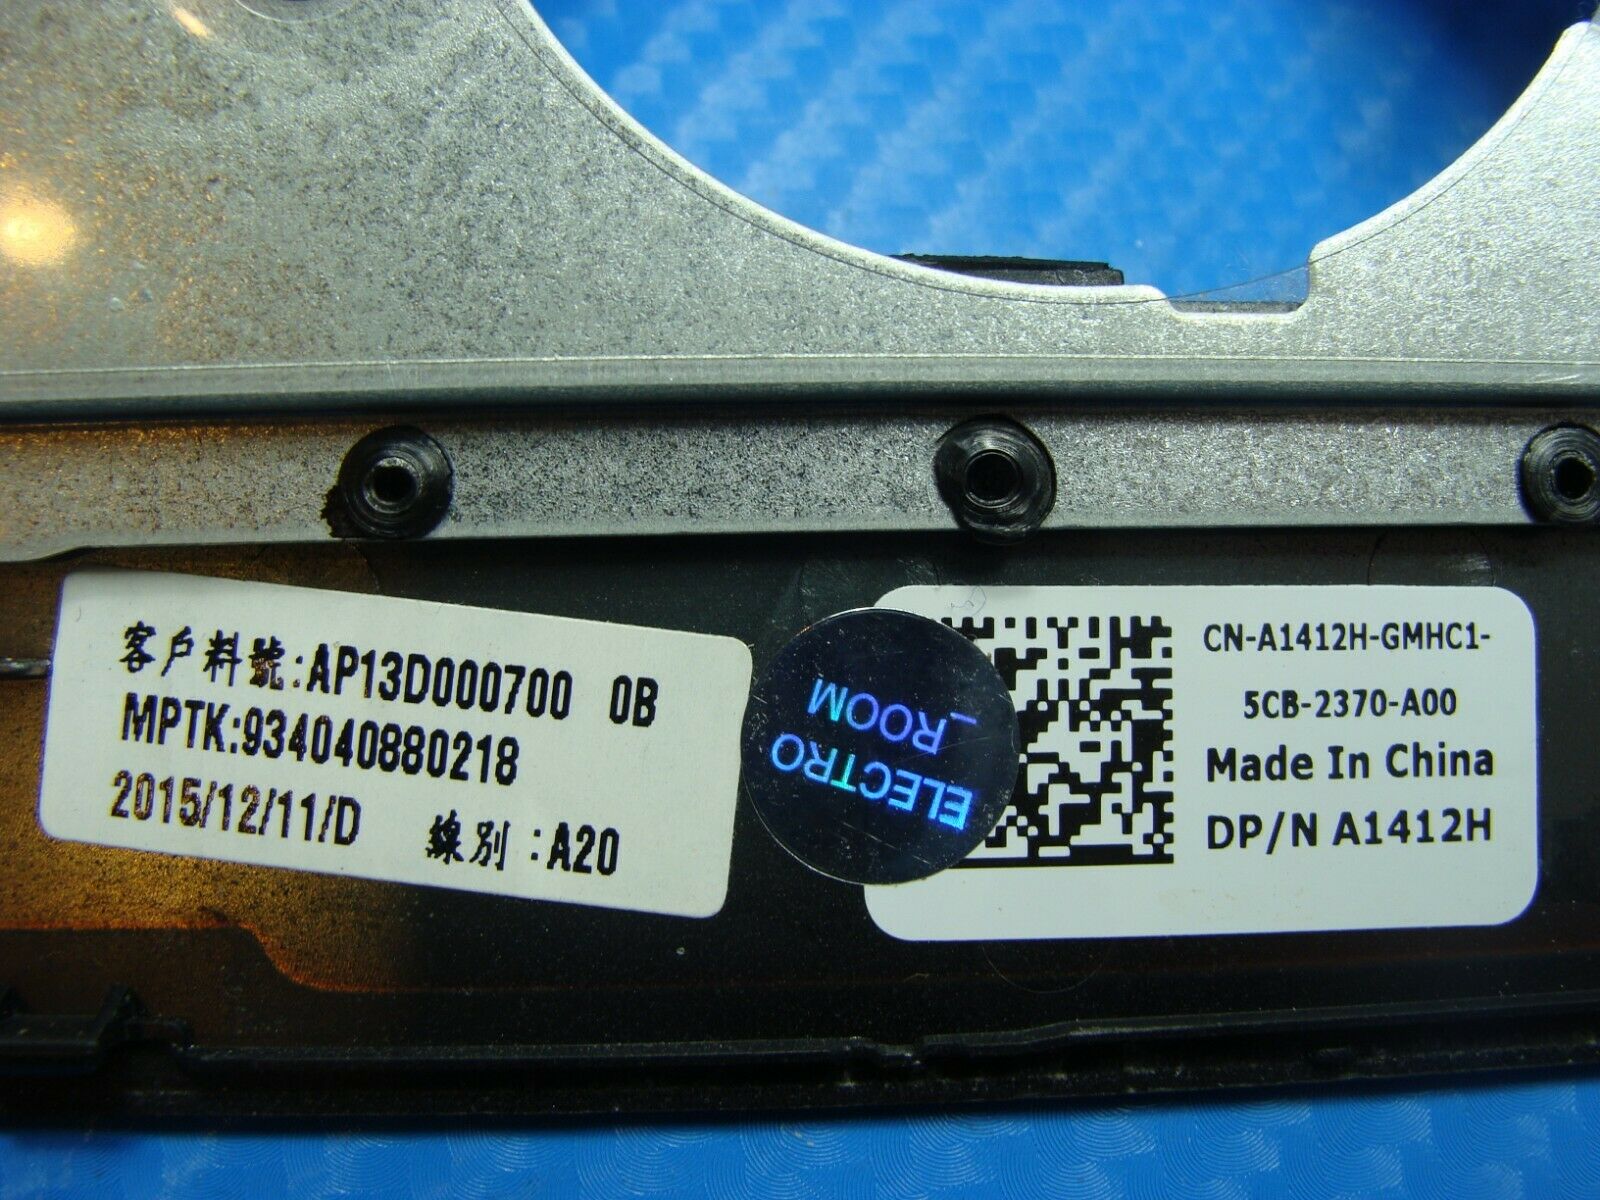 客戶料號:AP13D000700 0B
MPTK:934040880218
2015/12/11/D 線別:A20
ELECTRO
_ROOM
CN-A1412H-GMHC1-
5CB-2370-A00
Made In China
DP/N A1412H